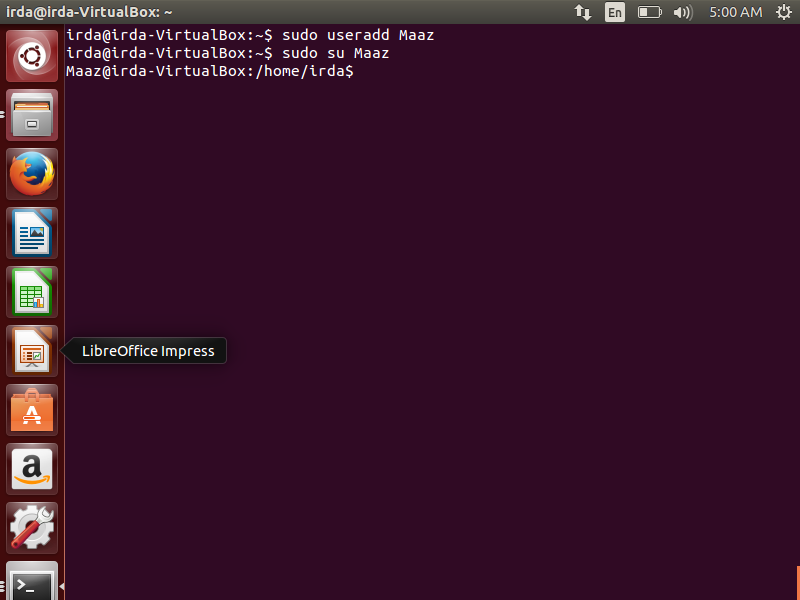 irda@irda-VirtualBox: ~
En
5:00 AM
irda@irda-VirtualBox:~$ sudo useradd Maaz
irda@irda-VirtualBox:~$ sudo su Maaz
Maaz@irda-VirtualBox:/home/irda$
LibreOffice Impress
A
a
>_